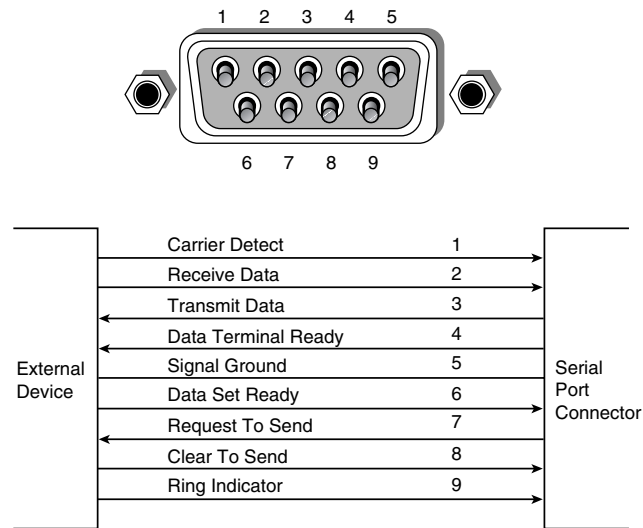 1 2 3 4 5
6 7 8 9
Carrier Detect 1
Receive Data 2
Transmit Data 3
Data Terminal Ready 4
Signal Ground 5
Data Set Ready 6
Request To Send 7
Clear To Send 8
Ring Indicator 9
External
Device
Serial
Port
Connector